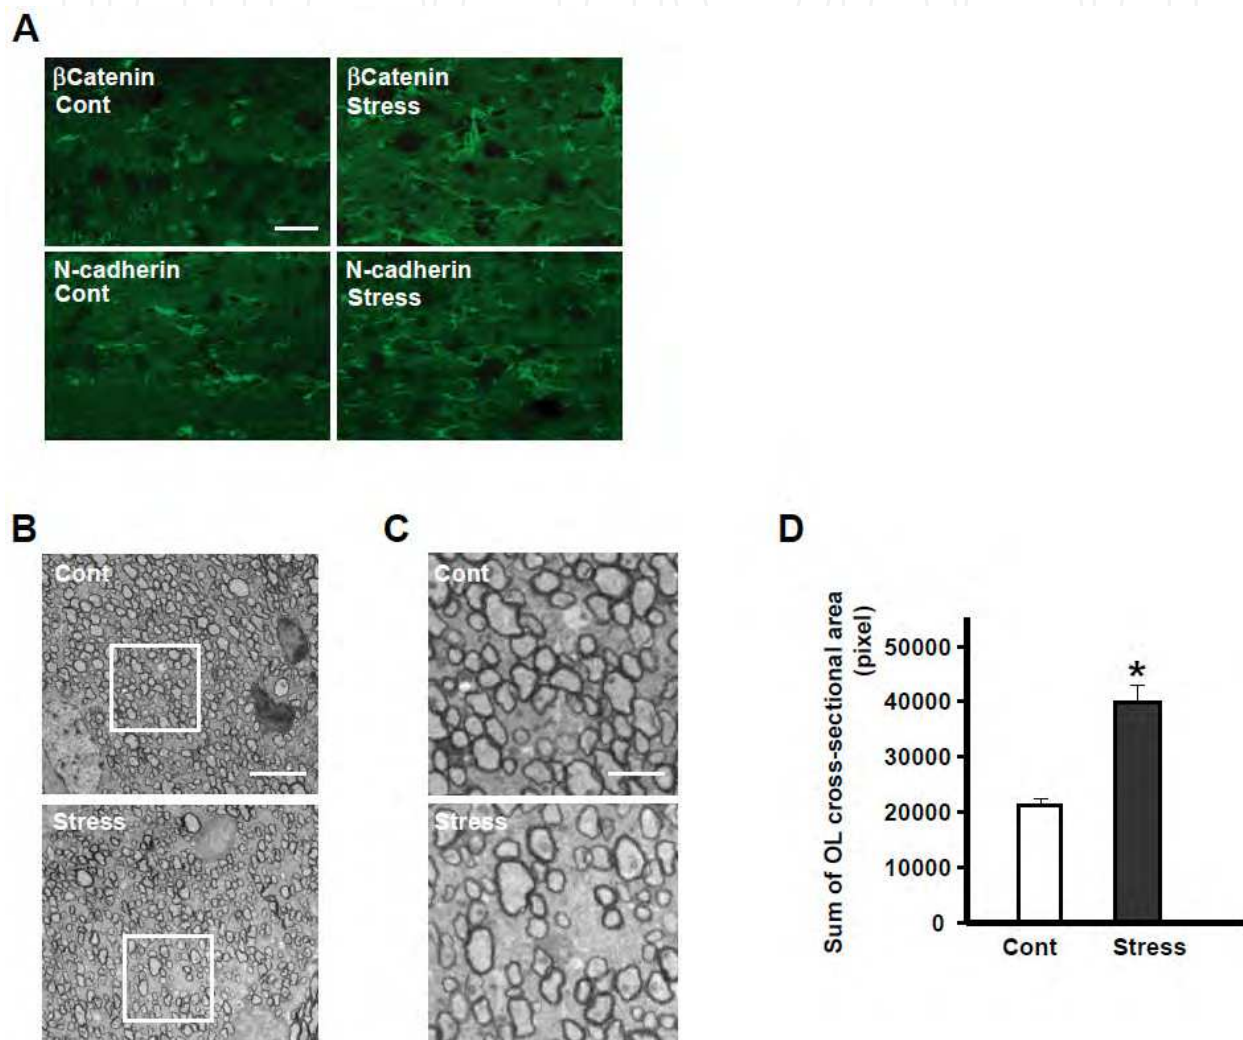 A
βCatenin
Cont
βCatenin
Stress
N-cadherin
Cont
N-cadherin
Stress
B
Cont
Stress
C
Cont
Stress
D
Sum of OL cross-sectional area
(pixel)
50000
40000
30000
20000
10000
0
*
Cont
Stress